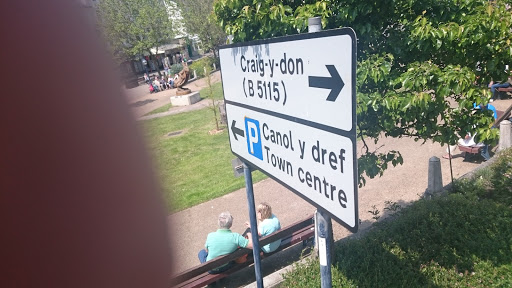 Craig-y-don
(B 5115)
P Canol y dref
Town centre